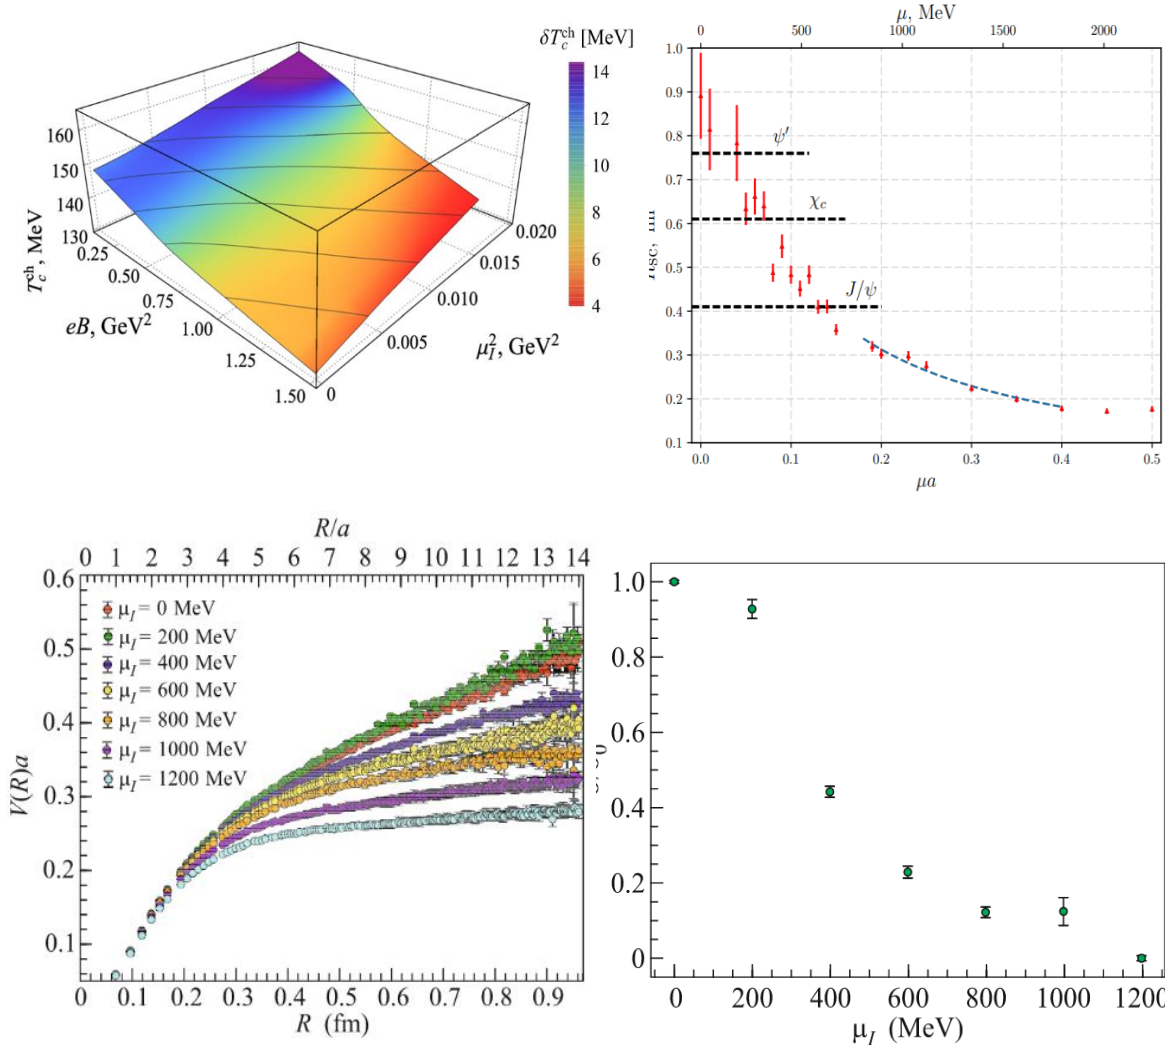 δT_c^ch [MeV]
14
12
10
8
6
4
160
150
140
130
T_c^ch, MeV
0.25
0.50
0.75
1.00
1.25
1.50
eB, GeV²
0
0.005
0.010
0.015
0.020
μ_I², GeV²
μ, MeV
0 500 1000 1500 2000
1.0
0.9
0.8
0.7
0.6
0.5
0.4
0.3
0.2
0.1
ψ′
χ_c
J/ψ
0.0 0.1 0.2 0.3 0.4 0.5
μa
R/a
0 1 2 3 4 5 6 7 8 9 10 11 12 13 14
0.6
0.5
0.4
0.3
0.2
0.1
V(R)a
μ_I = 0 MeV
μ_I = 200 MeV
μ_I = 400 MeV
μ_I = 600 MeV
μ_I = 800 MeV
μ_I = 1000 MeV
μ_I = 1200 MeV
0 0.1 0.2 0.3 0.4 0.5 0.6 0.7 0.8 0.9
R (fm)
1.0
0.8
0.6
0.4
0.2
0
0 200 400 600 800 1000 1200
μ_I (MeV)